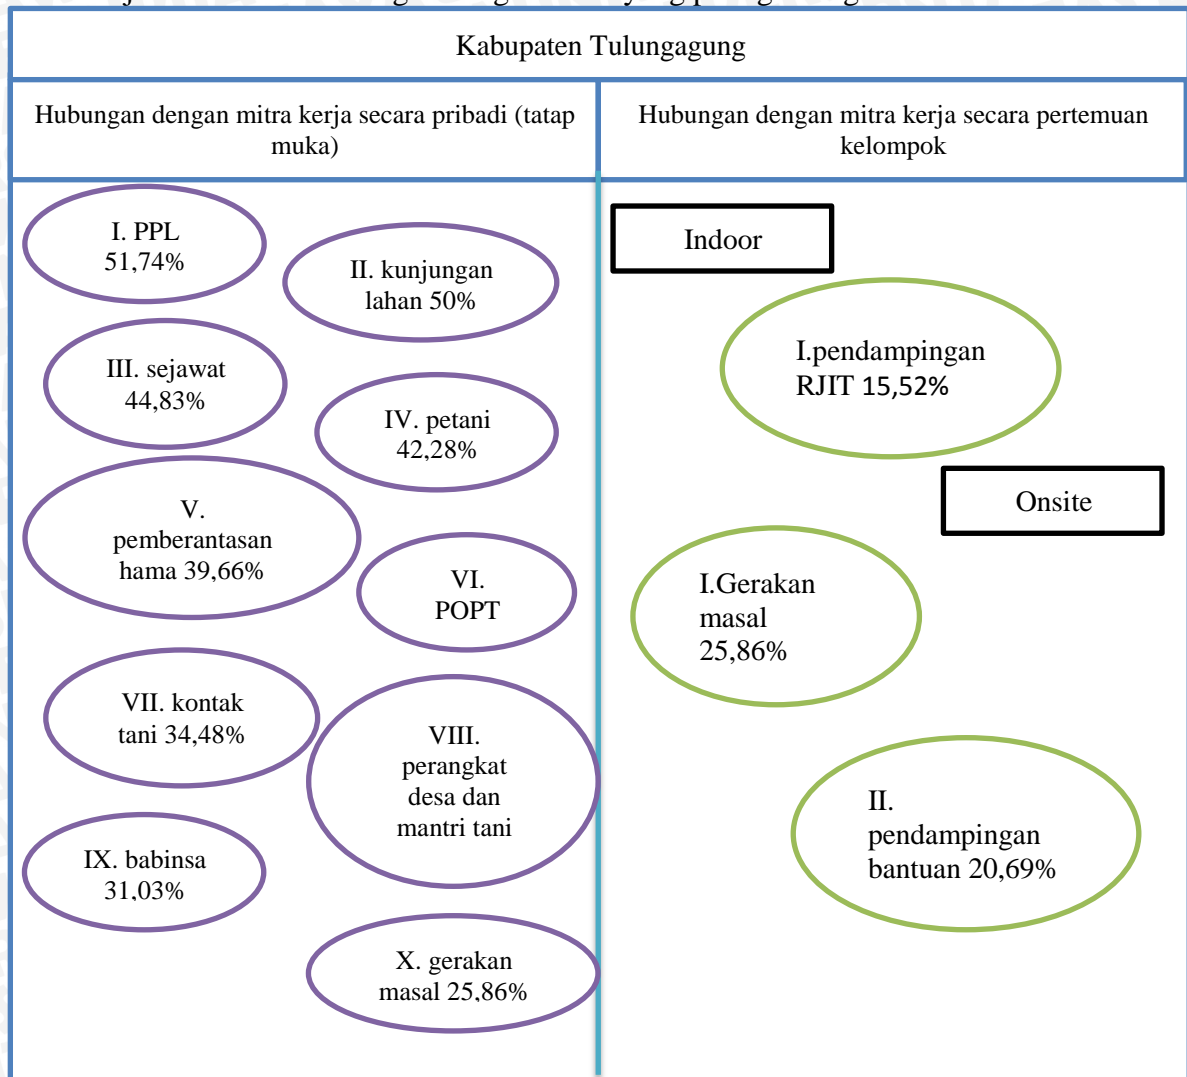 Kabupaten Tulungagung
Hubungan dengan mitra kerja secara pribadi (tatap
muka)
Hubungan dengan mitra kerja secara pertemuan
kelompok
I. PPL
51,74%
II. kunjungan
lahan 50%
III. sejawat
44,83%
IV. petani
42,28%
V.
pemberantasan
hama 39,66%
VI.
POPT
VII. kontak
tani 34,48%
VIII.
perangkat
desa dan
mantri tani
IX. babinsa
31,03%
X. gerakan
masal 25,86%
Indoor
I.pendampingan
RJIT 15,52%
Onsite
I.Gerakan
masal
25,86%
II.
pendampingan
bantuan 20,69%